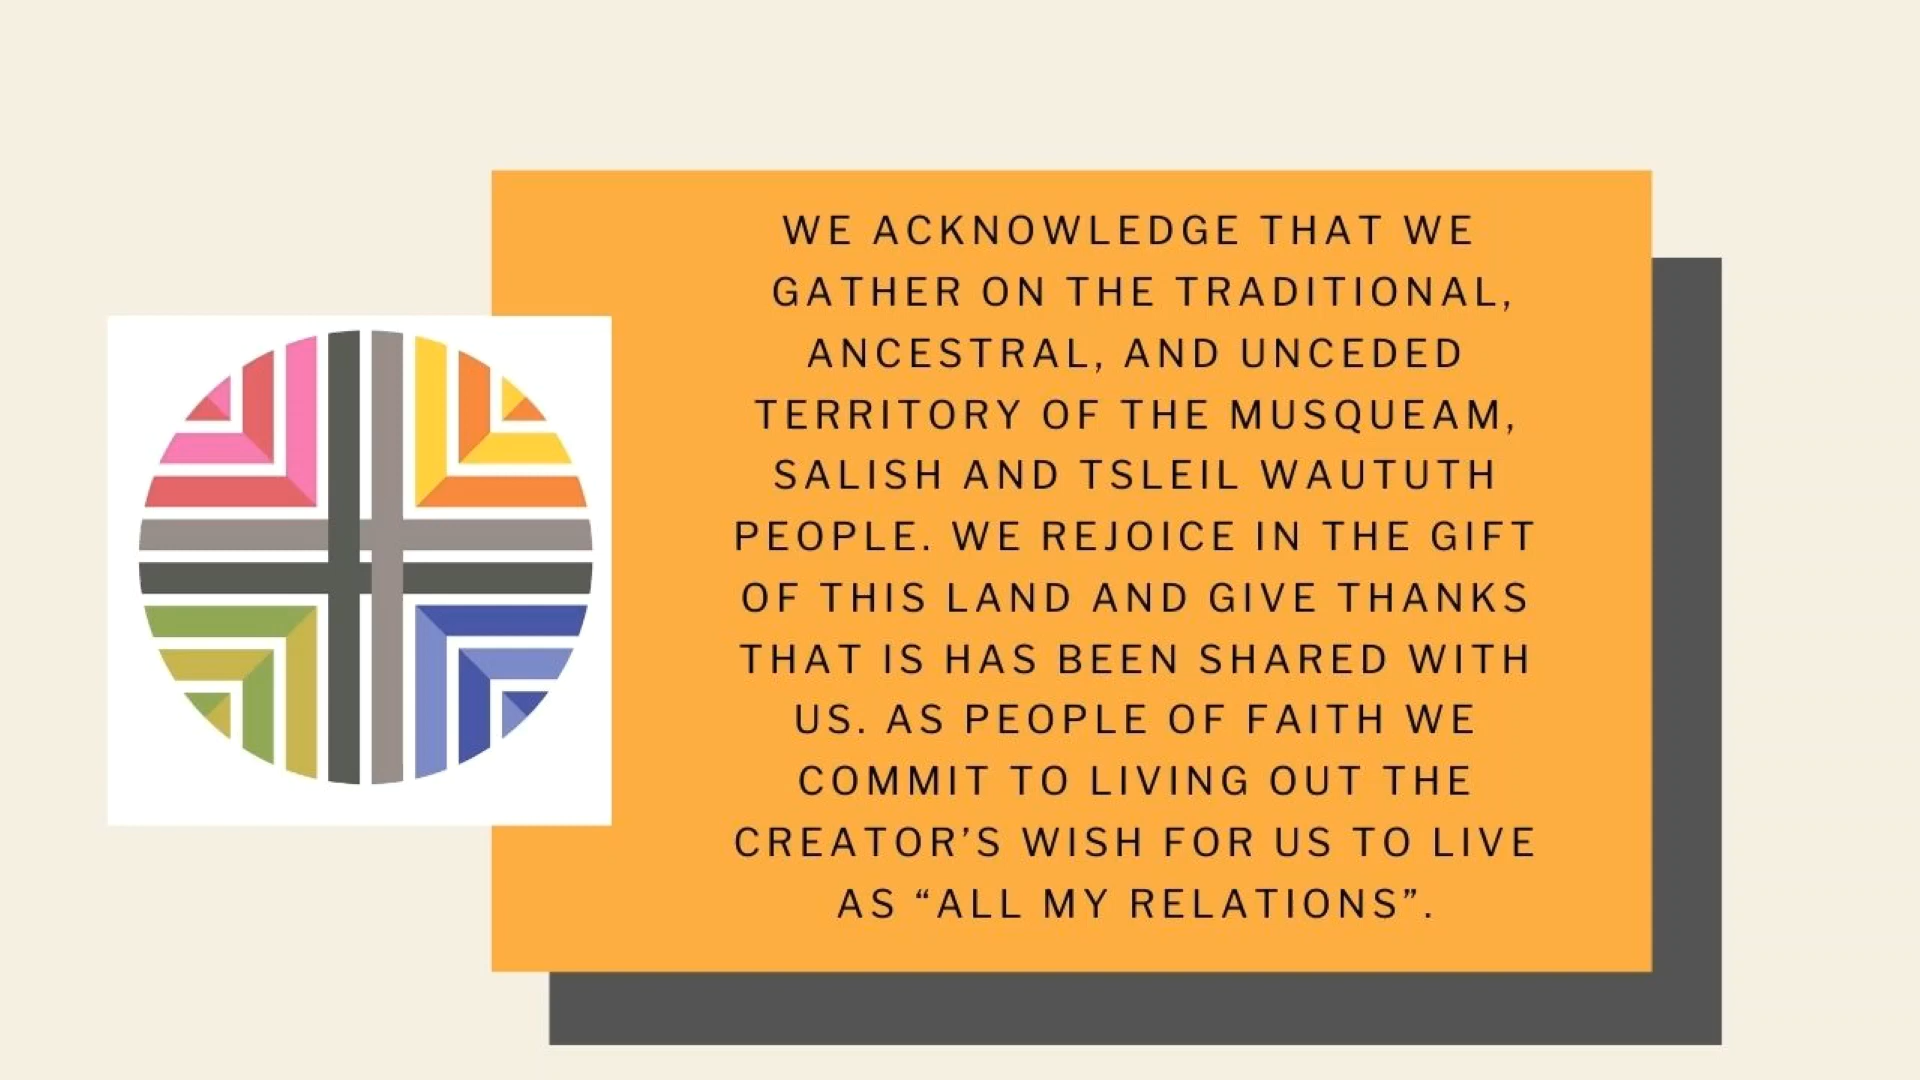 WE ACKNOWLEDGE THAT WE
GATHER ON THE TRADITIONAL,
ANCESTRAL, AND UNCEDED
TERRITORY OF THE MUSQUEAM,
SALISH AND TSLEIL WAUTUTH
PEOPLE. WE REJOICE IN THE GIFT
OF THIS LAND AND GIVE THANKS
THAT IS HAS BEEN SHARED WITH
US. AS PEOPLE OF FAITH WE
COMMIT TO LIVING OUT THE
CREATOR’S WISH FOR US TO LIVE
AS “ALL MY RELATIONS”.